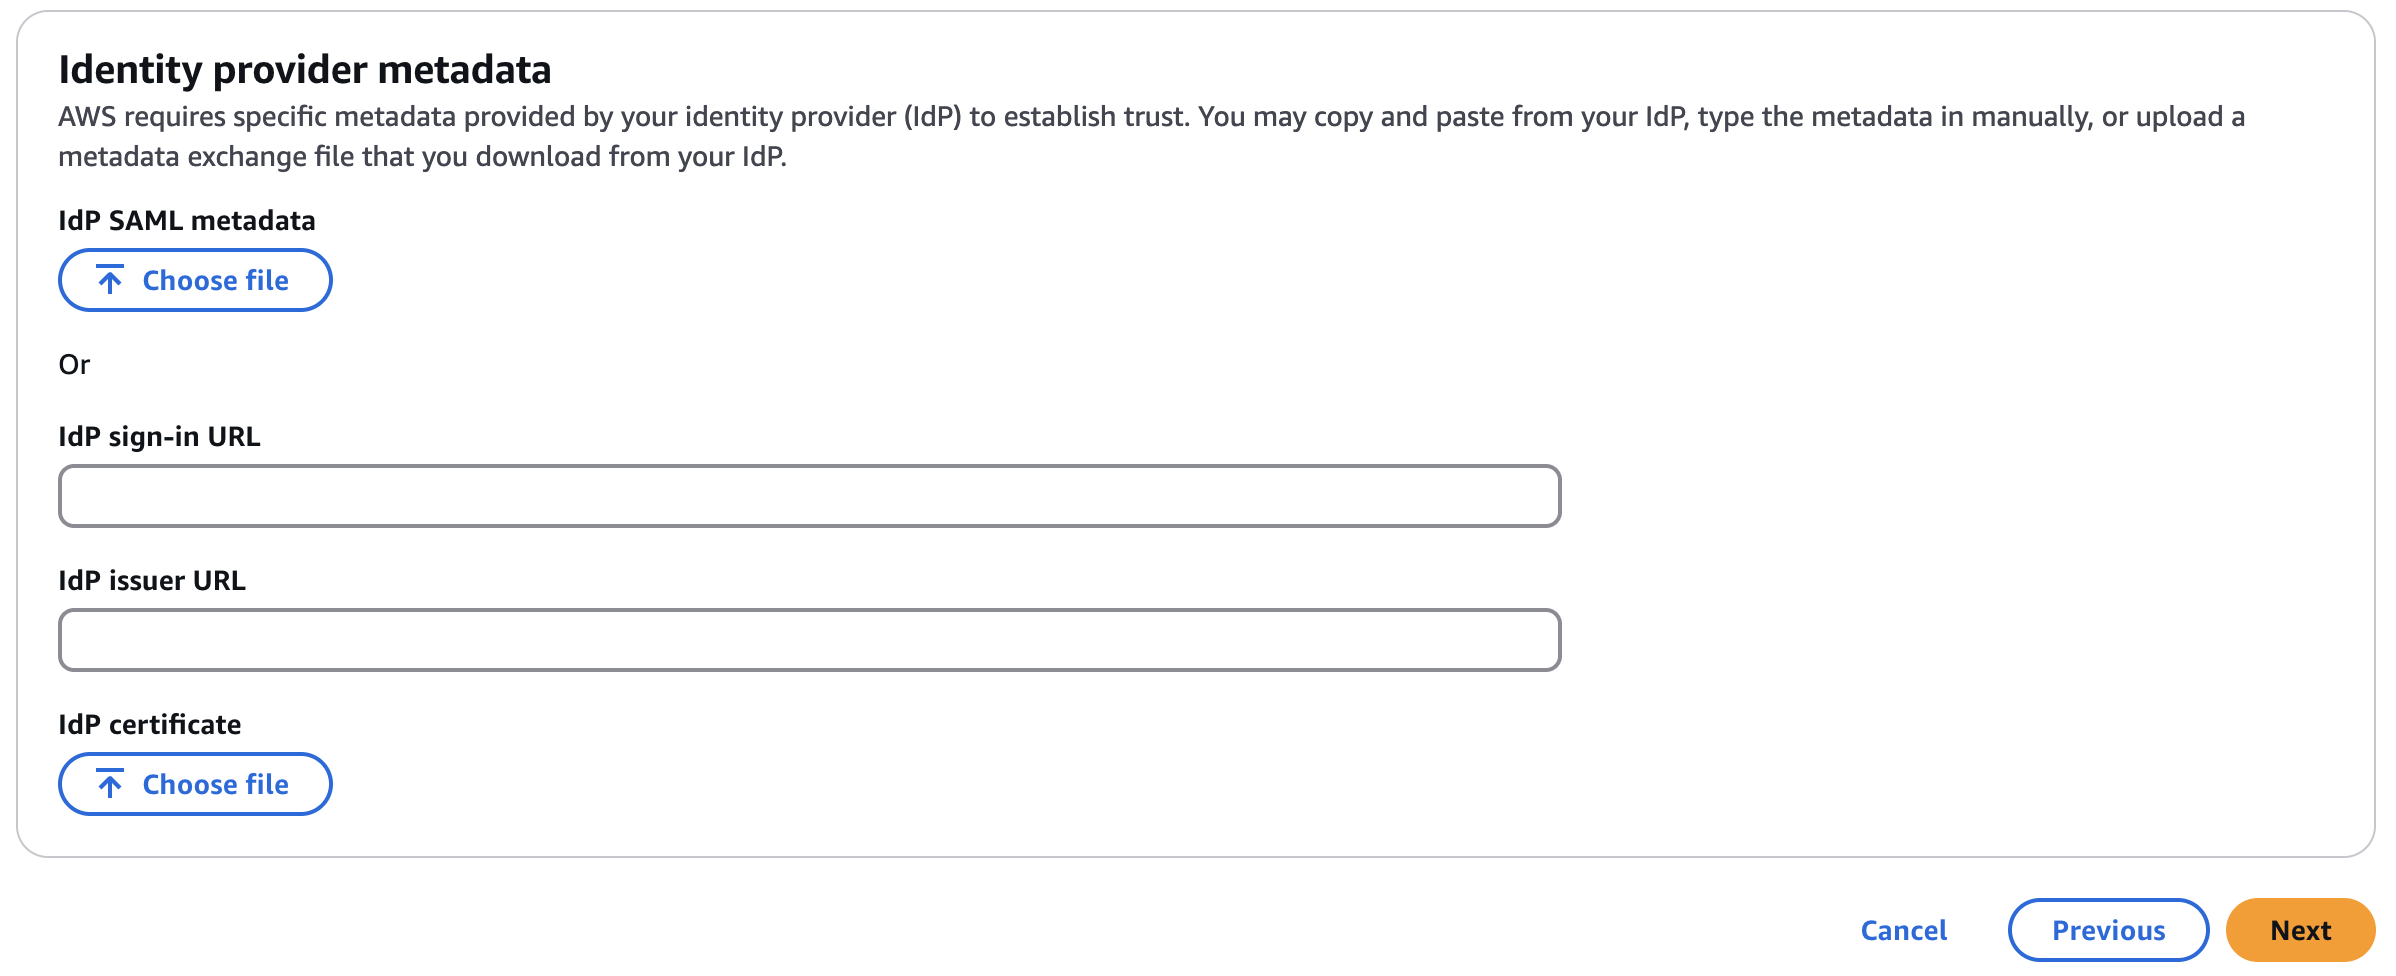 Identity provider metadata
AWS requires specific metadata provided by your identity provider (IdP) to establish trust. You may copy and paste from your IdP, type the metadata in manually, or upload a
metadata exchange file that you download from your IdP.
IdP SAML metadata
Choose file
Or
IdP sign-in URL
IdP issuer URL
IdP certificate
Choose file
Cancel
Previous
Next